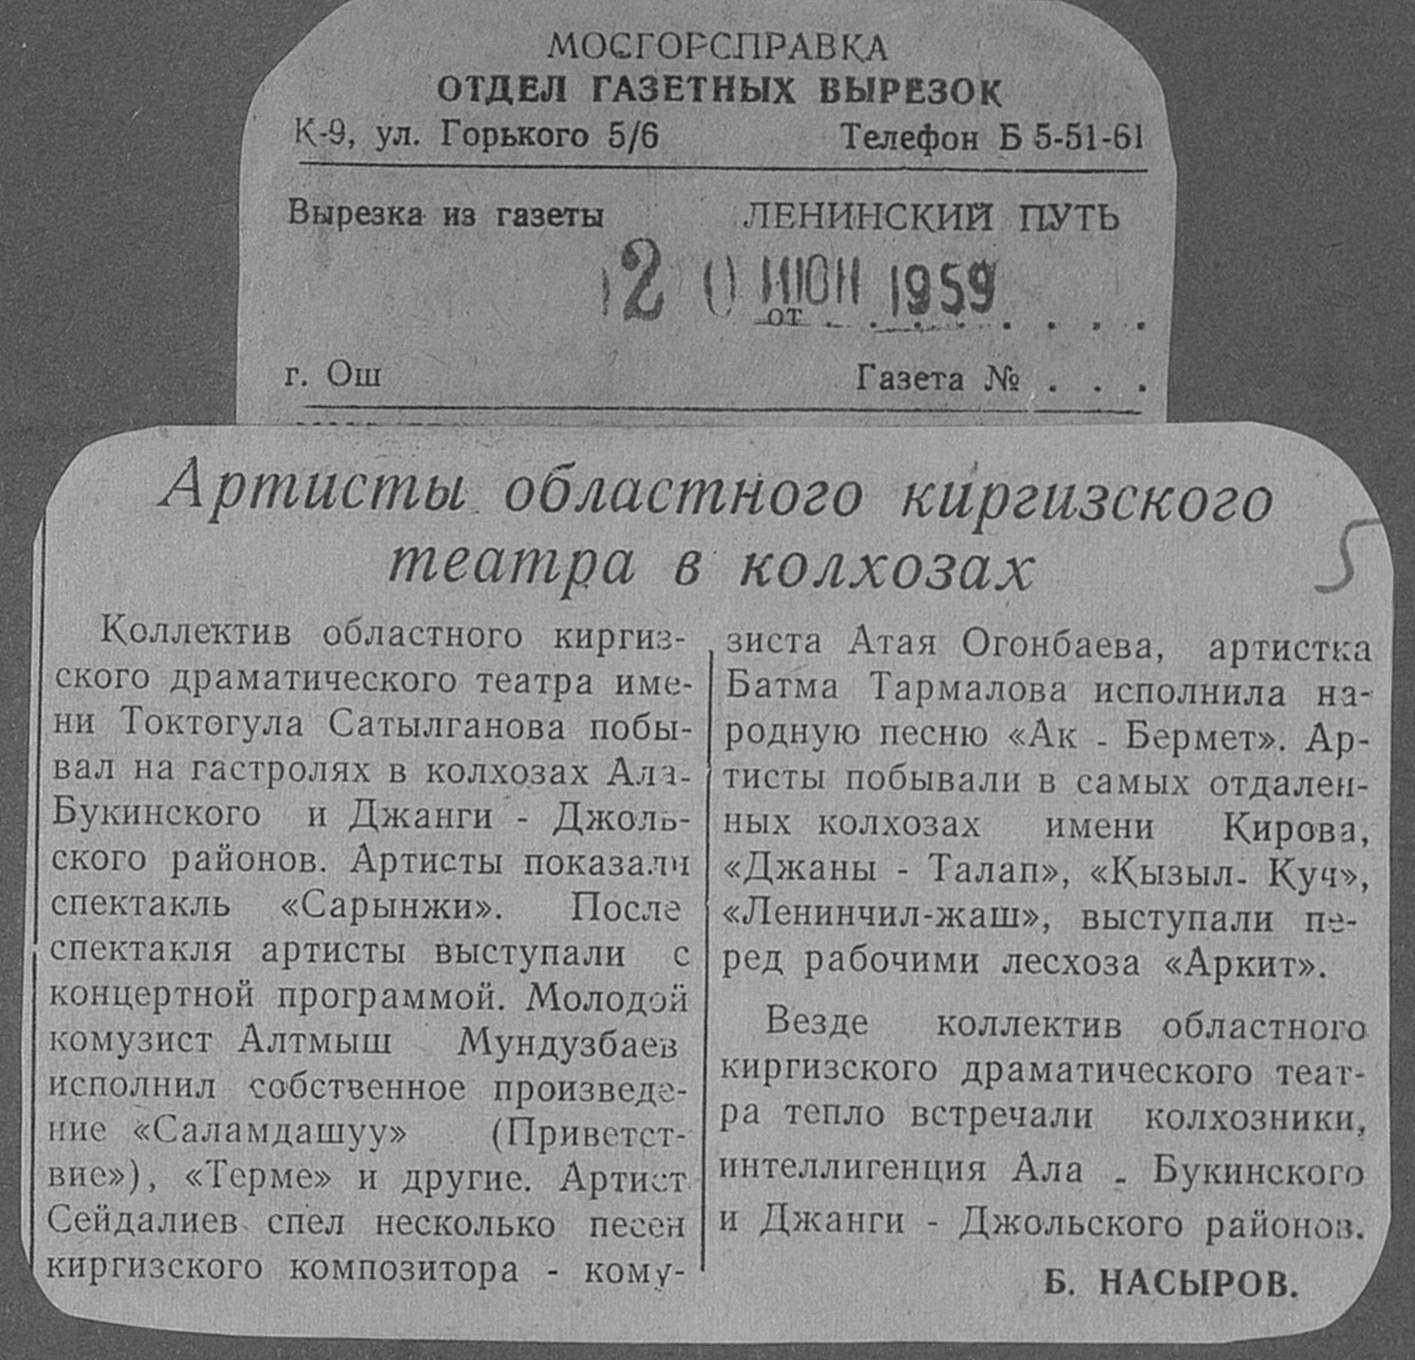 МОСГОРСПРАВКА
ОТДЕЛ ГАЗЕТНЫХ ВЫРЕЗОК
К-9, ул. Горького 5/6 Телефон Б 5-51-61
Вырезка из газеты ЛЕНИНСКИЙ ПУТЬ
20 ИЮН 1959
от . . . . . . . .
г. Ош Газета № . . .
Артисты областного киргизского
театра в колхозах
5
Коллектив областного киргиз-
ского драматического театра име-
ни Токтогула Сатылганова побы-
вал на гастролях в колхозах Ала-
Букинского и Джанги - Джоль-
ского районов. Артисты показали
спектакль «Сарынжи». После
спектакля артисты выступали с
концертной программой. Молодой
комузист Алтмыш Мундузбаев
исполнил собственное произведе-
ние «Саламдашуу» (Приветст-
вие»), «Терме» и другие. Артист
Сейдалиев спел несколько песен
киргизского композитора - кому-
зиста Атая Огонбаева, артистка
Батма Тармалова исполнила на-
родную песню «Ак - Бермет». Ар-
тисты побывали в самых отдален-
ных колхозах имени Кирова,
«Джаны - Талап», «Кызыл- Куч»,
«Ленинчил-жаш», выступали пе-
ред рабочими лесхоза «Аркит».
Везде коллектив областного
киргизского драматического теат-
ра тепло встречали колхозники,
интеллигенция Ала - Букинского
и Джанги - Джольского районов.
Б. НАСЫРОВ.